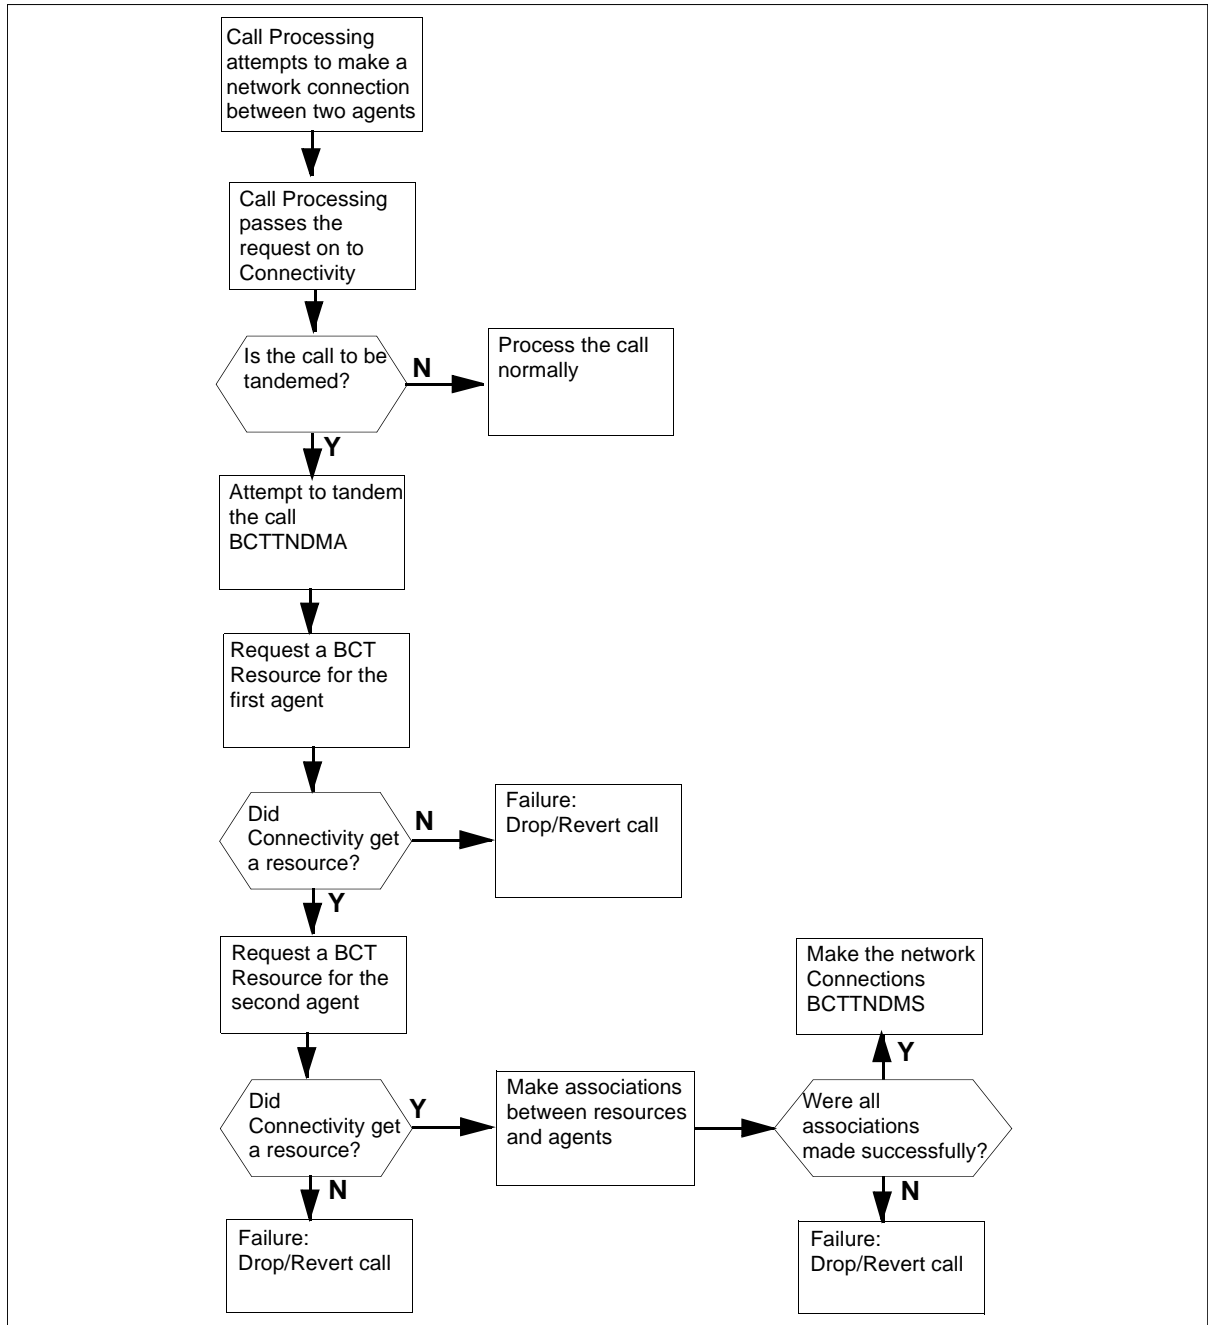 Call Processing
attempts to make a
network connection
between two agents
Call Processing
passes the
request on to
Connectivity
Is the call to be
tandemed?
N
Process the call
normally
Y
Attempt to tandem
the call
BCTTNDMA
Request a BCT
Resource for the
first agent
Did
Connectivity get
a resource?
N
Failure:
Drop/Revert call
Y
Request a BCT
Resource for the
second agent
Did
Connectivity get
a resource?
Y
Make associations
between resources
and agents
Were all
associations
made successfully?
Y
Make the network
Connections
BCTTNDMS
N
Failure:
Drop/Revert call
N
Failure:
Drop/Revert call